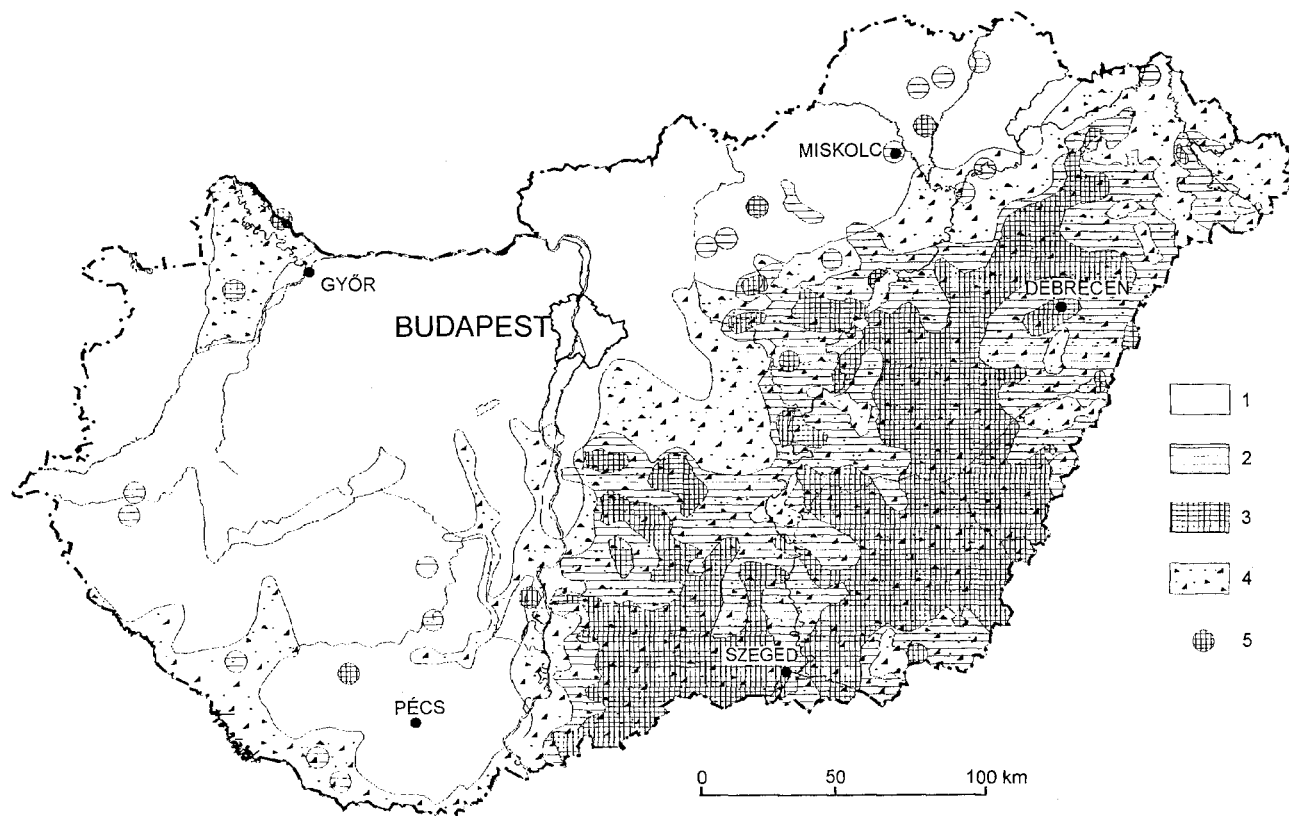 MISKOLC
GYŐR
DEBRECEN
BUDAPEST
1
2
3
4
5
SZEGED
PÉCS
0 50 100 km